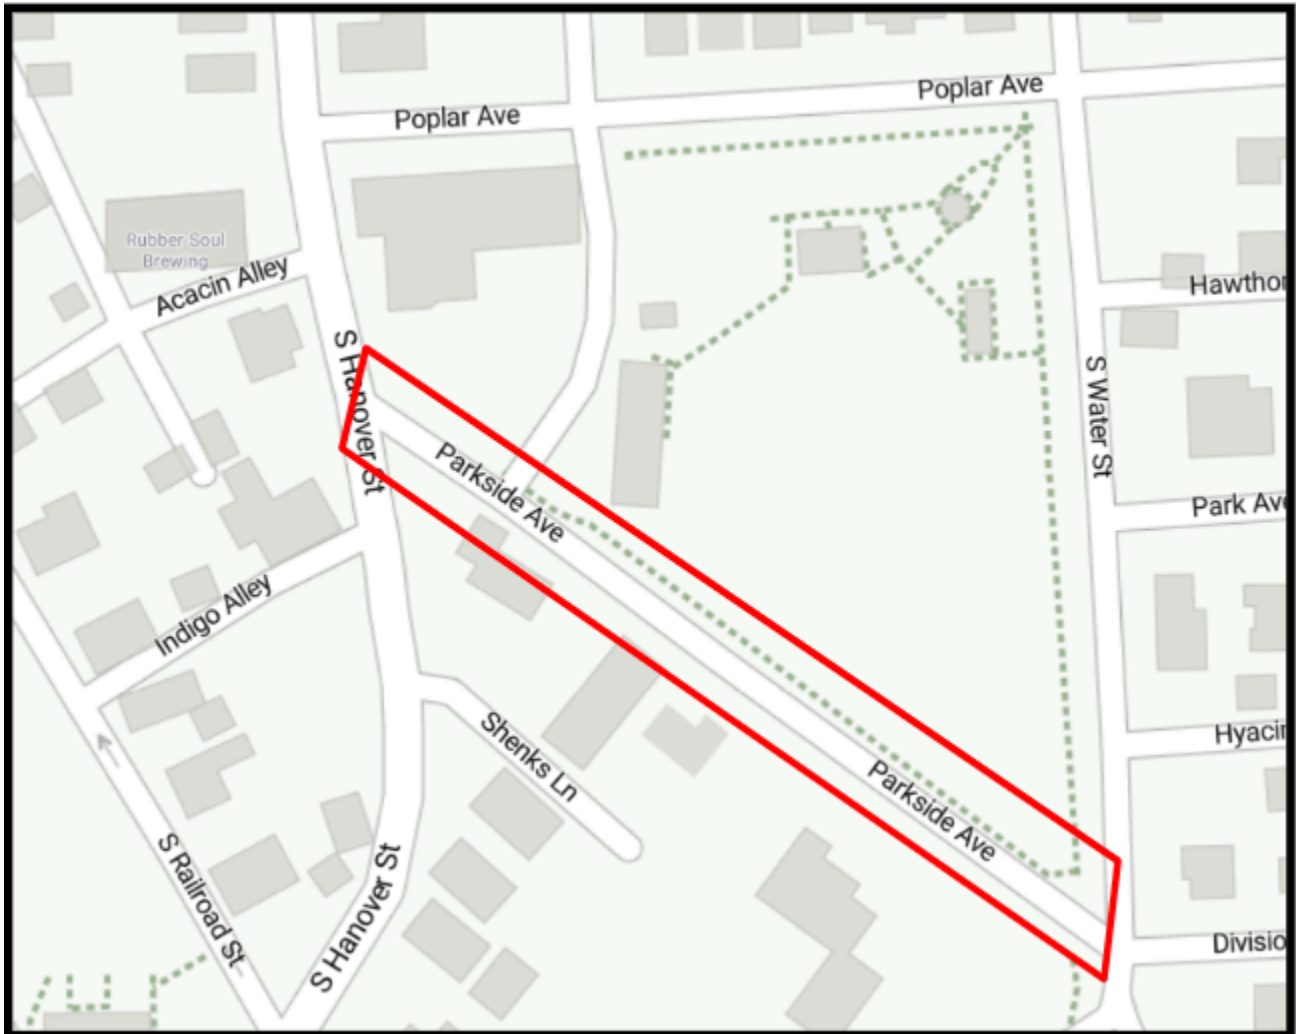 Poplar Ave
Poplar Ave
Rubber Soul
Brewing
Acacin Alley
Hawthor
S Hanover St
S Water St
Parkside Ave
Park Ave
Indigo Alley
Shenks Ln
Hyacin
Parkside Ave
S Railroad St
S Hanover St
Divisio